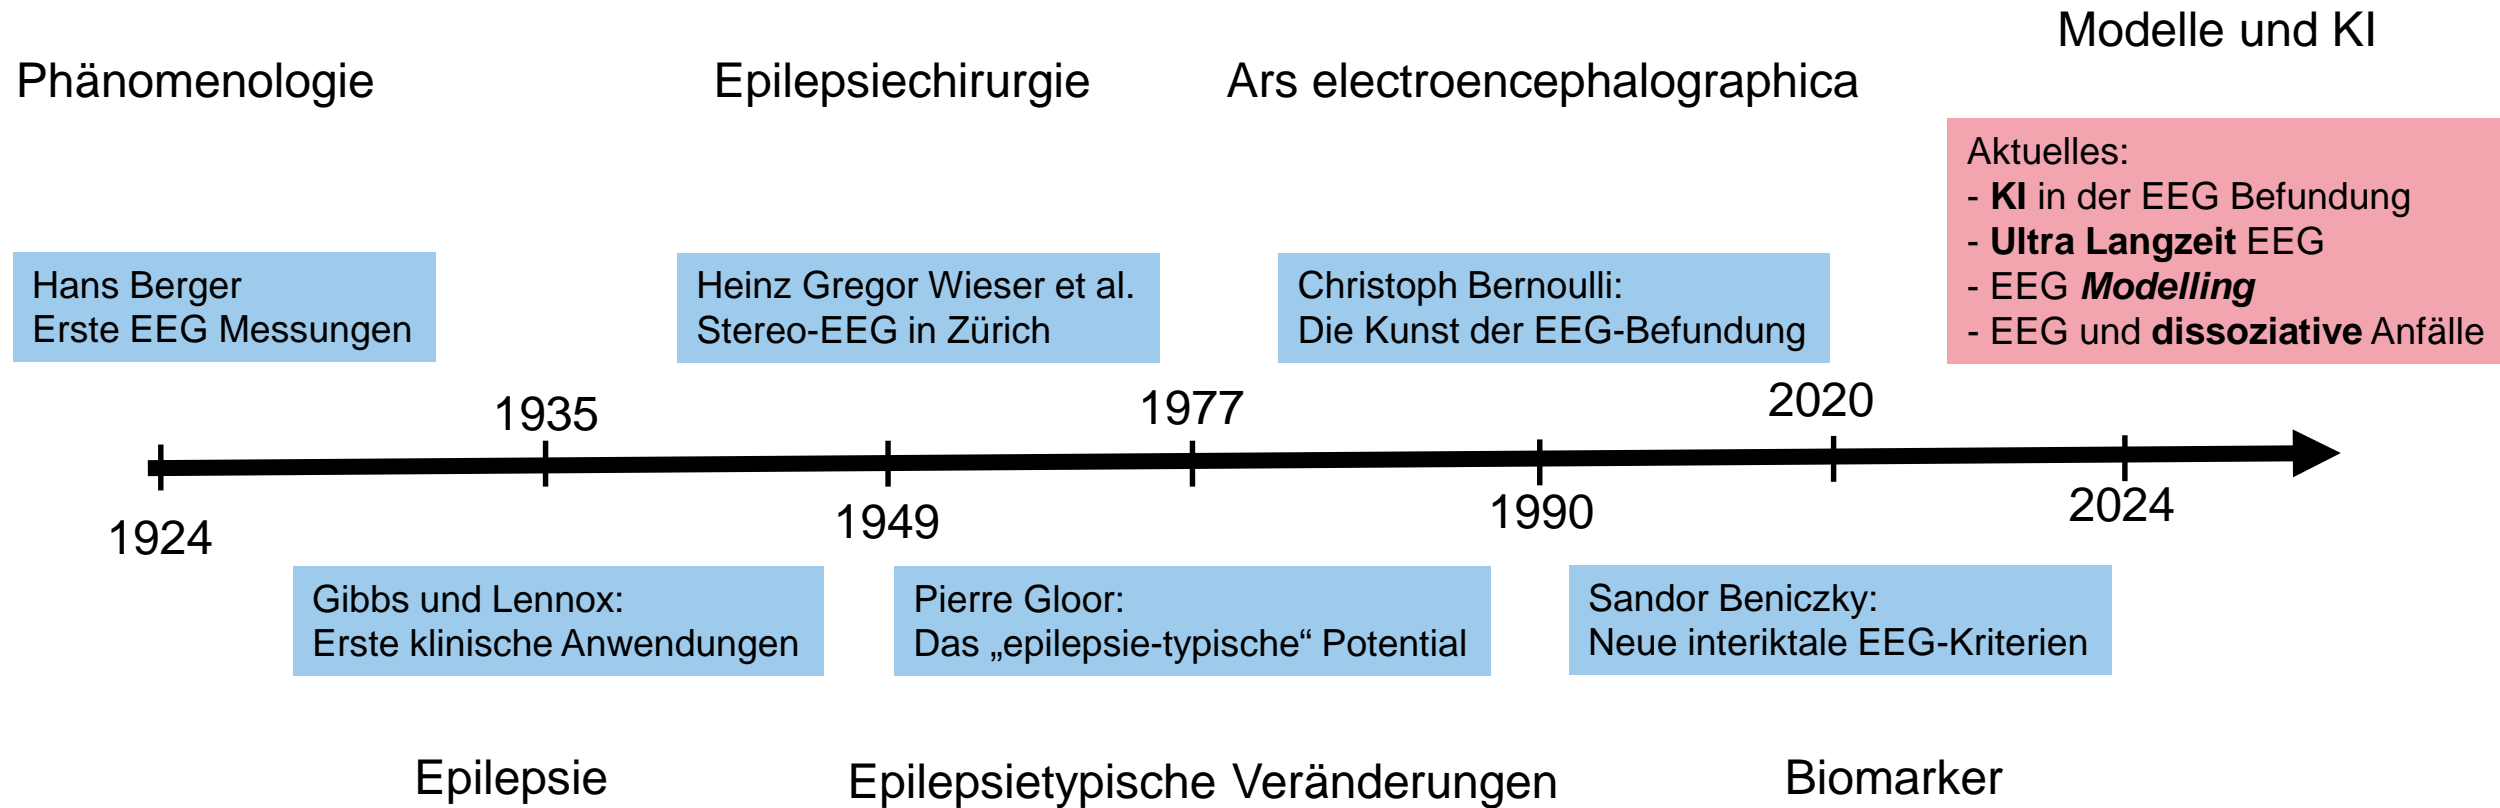 Modelle und KI
Phänomenologie
Epilepsiechirurgie
Ars electroencephalographica
Aktuelles:
- KI in der EEG Befundung
- Ultra Langzeit EEG
- EEG Modelling
- EEG und dissoziative Anfälle
Hans Berger
Erste EEG Messungen
Heinz Gregor Wieser et al.
Stereo-EEG in Zürich
Christoph Bernoulli:
Die Kunst der EEG-Befundung
1935
1977
2020
1924
1949
1990
2024
Gibbs und Lennox:
Erste klinische Anwendungen
Pierre Gloor:
Das „epilepsie-typische“ Potential
Sandor Beniczky:
Neue interiktale EEG-Kriterien
Epilepsie
Epilepsietypische Veränderungen
Biomarker